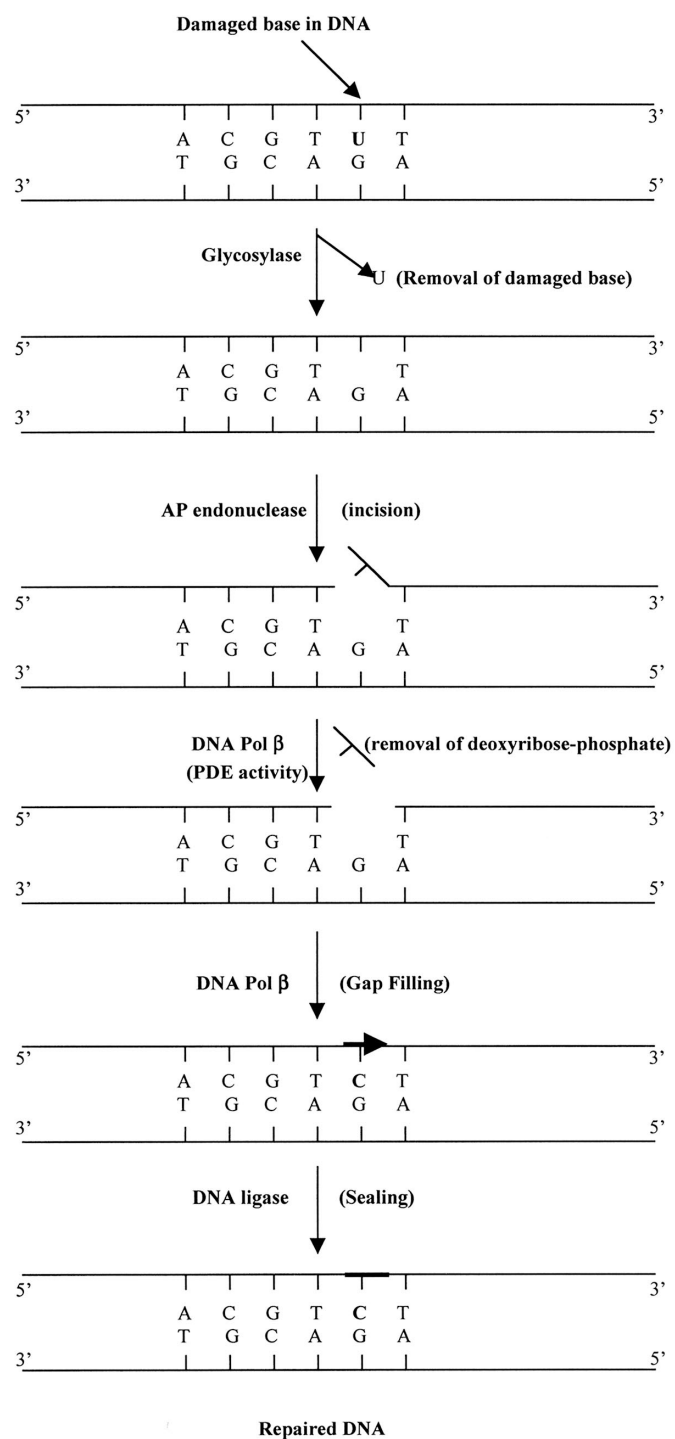 Damaged base in DNA
5’ 3’
A C G T U T
T G C A G A
3’ 5’
Glycosylase
U (Removal of damaged base)
5’ 3’
A C G T T
T G C A G A
3’ 5’
AP endonuclease (incision)
5’ 3’
A C G T T
T G C A G A
3’ 5’
DNA Pol β (removal of deoxyribose-phosphate)
(PDE activity)
5’ 3’
A C G T T
T G C A G A
3’ 5’
DNA Pol β (Gap Filling)
5’ 3’
A C G T C T
T G C A G A
3’ 5’
DNA ligase (Sealing)
5’ 3’
A C G T C T
T G C A G A
3’ 5’
Repaired DNA